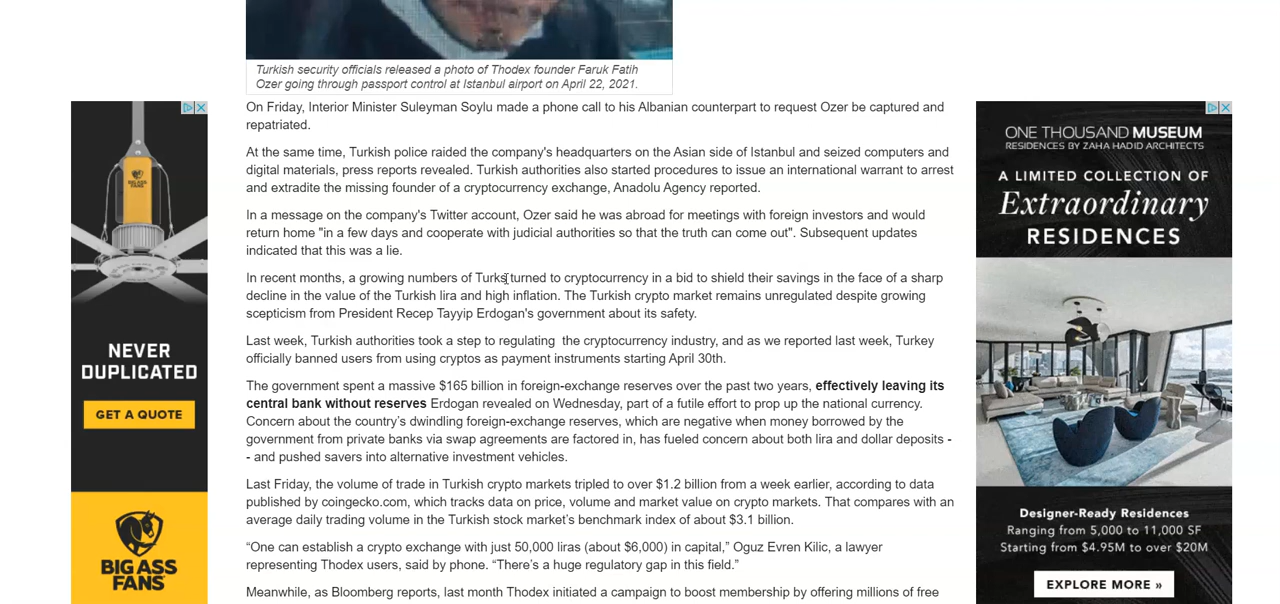 Turkish security officials released a photo of Thodex founder Faruk Fatih
Ozer going through passport control at Istanbul airport on April 22, 2021.
On Friday, Interior Minister Suleyman Soylu made a phone call to his Albanian counterpart to request Ozer be captured and
repatriated.
At the same time, Turkish police raided the company's headquarters on the Asian side of Istanbul and seized computers and
digital materials, press reports revealed. Turkish authorities also started procedures to issue an international warrant to arrest
and extradite the missing founder of a cryptocurrency exchange, Anadolu Agency reported.
In a message on the company's Twitter account, Ozer said he was abroad for meetings with foreign investors and would
return home "in a few days and cooperate with judicial authorities so that the truth can come out". Subsequent updates
indicated that this was a lie.
In recent months, a growing numbers of Turks turned to cryptocurrency in a bid to shield their savings in the face of a sharp
decline in the value of the Turkish lira and high inflation. The Turkish crypto market remains unregulated despite growing
scepticism from President Recep Tayyip Erdogan's government about its safety.
Last week, Turkish authorities took a step to regulating the cryptocurrency industry, and as we reported last week, Turkey
officially banned users from using cryptos as payment instruments starting April 30th.
The government spent a massive $165 billion in foreign-exchange reserves over the past two years, effectively leaving its
central bank without reserves Erdogan revealed on Wednesday, part of a futile effort to prop up the national currency.
Concern about the country's dwindling foreign-exchange reserves, which are negative when money borrowed by the
government from private banks via swap agreements are factored in, has fueled concern about both lira and dollar deposits -
- and pushed savers into alternative investment vehicles.
Last Friday, the volume of trade in Turkish crypto markets tripled to over $1.2 billion from a week earlier, according to data
published by coingecko.com, which tracks data on price, volume and market value on crypto markets. That compares with an
average daily trading volume in the Turkish stock market's benchmark index of about $3.1 billion.
“One can establish a crypto exchange with just 50,000 liras (about $6,000) in capital,” Oguz Evren Kilic, a lawyer
representing Thodex users, said by phone. “There's a huge regulatory gap in this field.”
Meanwhile, as Bloomberg reports, last month Thodex initiated a campaign to boost membership by offering millions of free
BIG ASS
FANS
NEVER
DUPLICATED
GET A QUOTE
BIG ASS
FANS
ONE THOUSAND MUSEUM
RESIDENCES BY ZAHA HADID ARCHITECTS
A LIMITED COLLECTION OF
Extraordinary
RESIDENCES
Designer-Ready Residences
Ranging from 5,000 to 11,000 SF
Starting from $4.95M to over $20M
EXPLORE MORE »